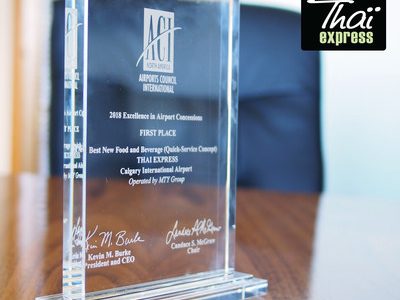 Thaï
express
ACI
NORTH AMERICA
AIRPORTS COUNCIL
INTERNATIONAL
2018 Excellence in Airport Concessions
FIRST PLACE
Best New Food and Beverage (Quick-Service Concept)
THAI EXPRESS
Calgary International Airport
Operated by MTY Group
Kevin M. Burke
Kevin M. Burke
President and CEO
Candace S. McGraw
Chair